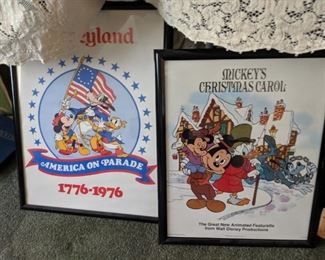 yland
AMERICA ON PARADE
1776-1976
MICKEY'S
CHRISTMAS CAROL
The Great New Animated Featurette
from Walt Disney Productions